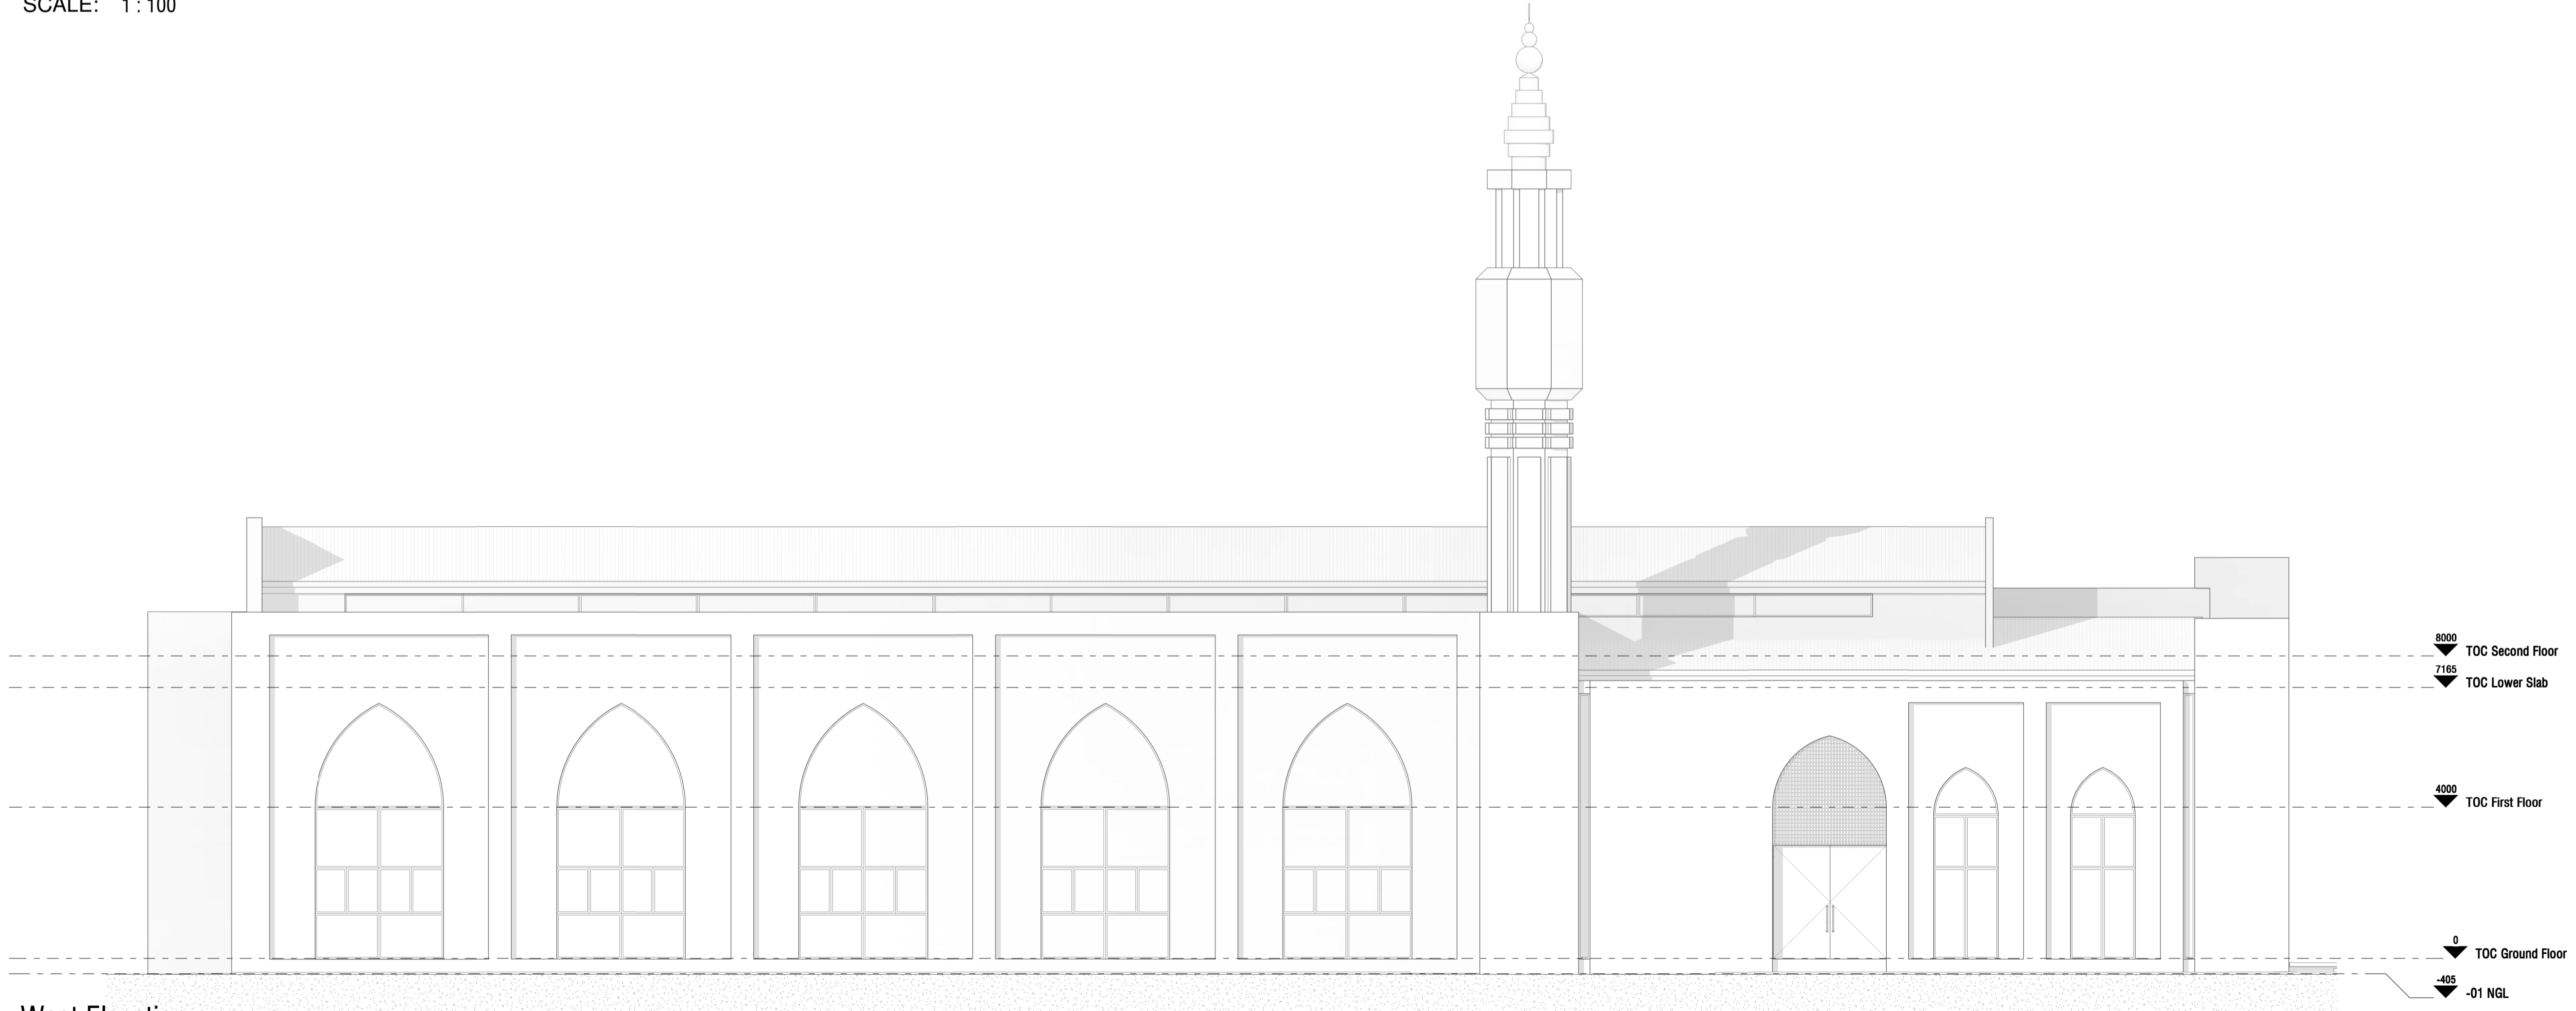 SCALE: 1 : 100
8000
TOC Second Floor
7165
TOC Lower Slab
4000
TOC First Floor
0
TOC Ground Floor
-405
-01 NGL
West